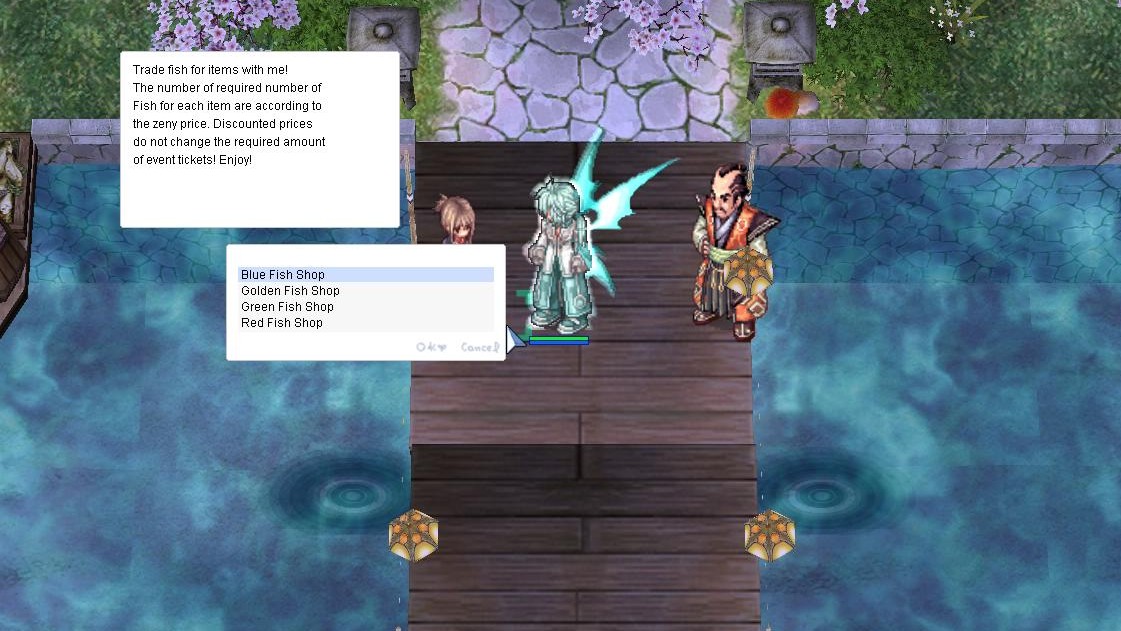 Trade fish for items with me!
The number of required number of
Fish for each item are according to
the zeny price. Discounted prices
do not change the required amount
of event tickets! Enjoy!
Blue Fish Shop
Golden Fish Shop
Green Fish Shop
Red Fish Shop
OK♥ Cancel